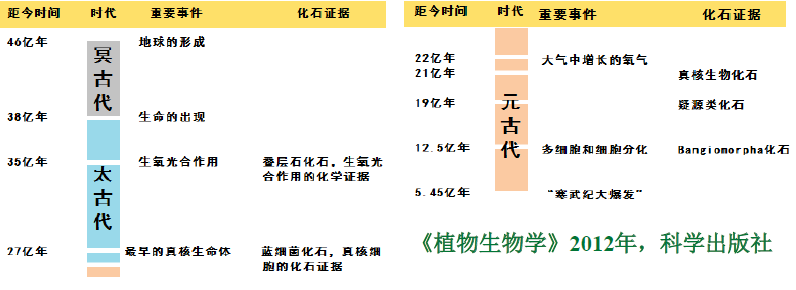 距今时间 时代 重要事件 化石证据
46亿年 地球的形成
冥古代
38亿年 生命的出现
35亿年 生氧光合作用 叠层石化石，生氧光
合作用的化学证据
太古代
27亿年 最早的真核生命体 蓝细菌化石，真核细
胞的化石证据
距今时间 时代 重要事件 化石证据
22亿年 大气中增长的氧气
21亿年 真核生物化石
元古代
19亿年 疑源类化石
12.5亿年 多细胞和细胞分化 Bangiomorpha化石
5.45亿年 “寒武纪大爆发”
《植物生物学》2012年，科学出版社